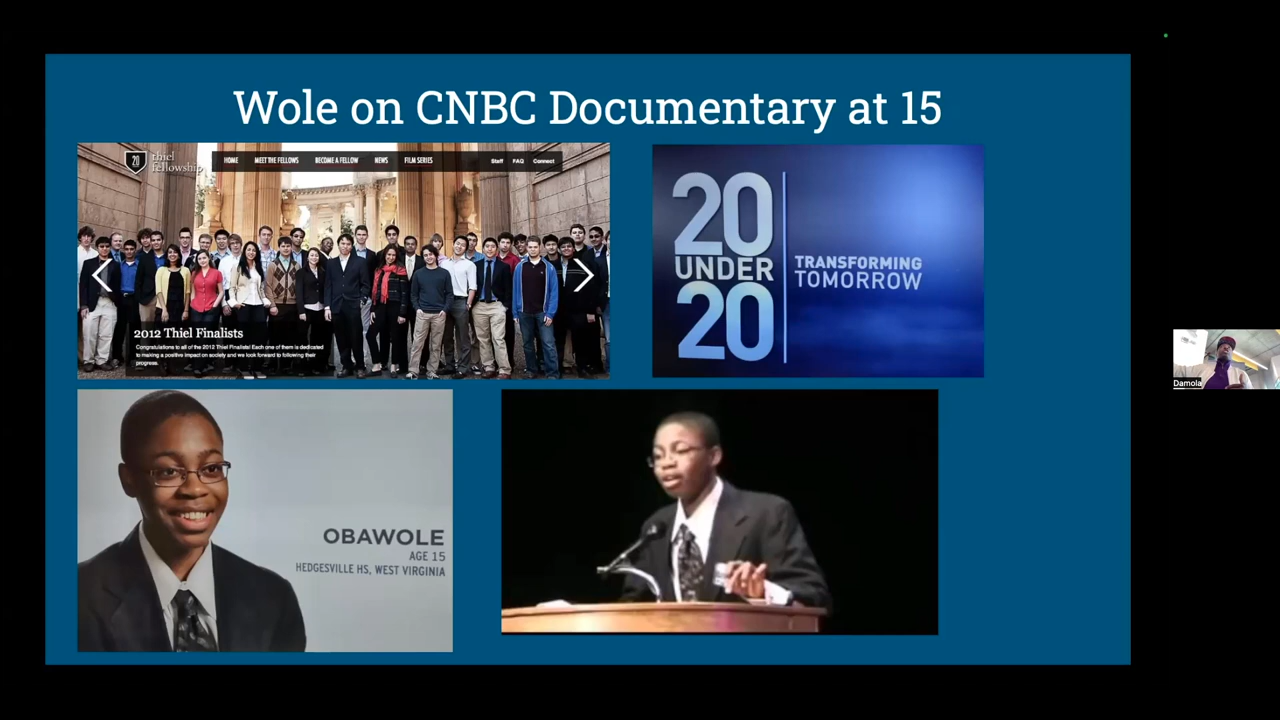 Wole on CNBC Documentary at 15
20
thiel
fellowship
HOME MEET THE FELLOWS BECOME A FELLOW NEWS FILM SERIES Staff FAQ Connect
2012 Thiel Finalists
Congratulations to all of the 2012 Thiel Finalists! Each one of them is dedicated
to making a positive impact on society and we look forward to following their
progress.
20
UNDER
20
TRANSFORMING
TOMORROW
OBAWOLE
AGE 15
HEDGESVILLE HS, WEST VIRGINIA
Damola